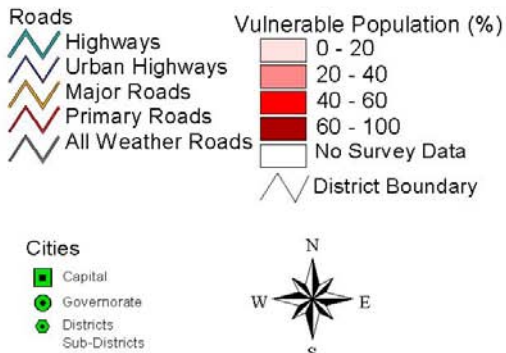 Roads
Highways
Urban Highways
Major Roads
Primary Roads
All Weather Roads
Vulnerable Population (%)
0 - 20
20 - 40
40 - 60
60 - 100
No Survey Data
District Boundary
Cities
Capital
Governorate
Districts
Sub-Districts
N
W E
S